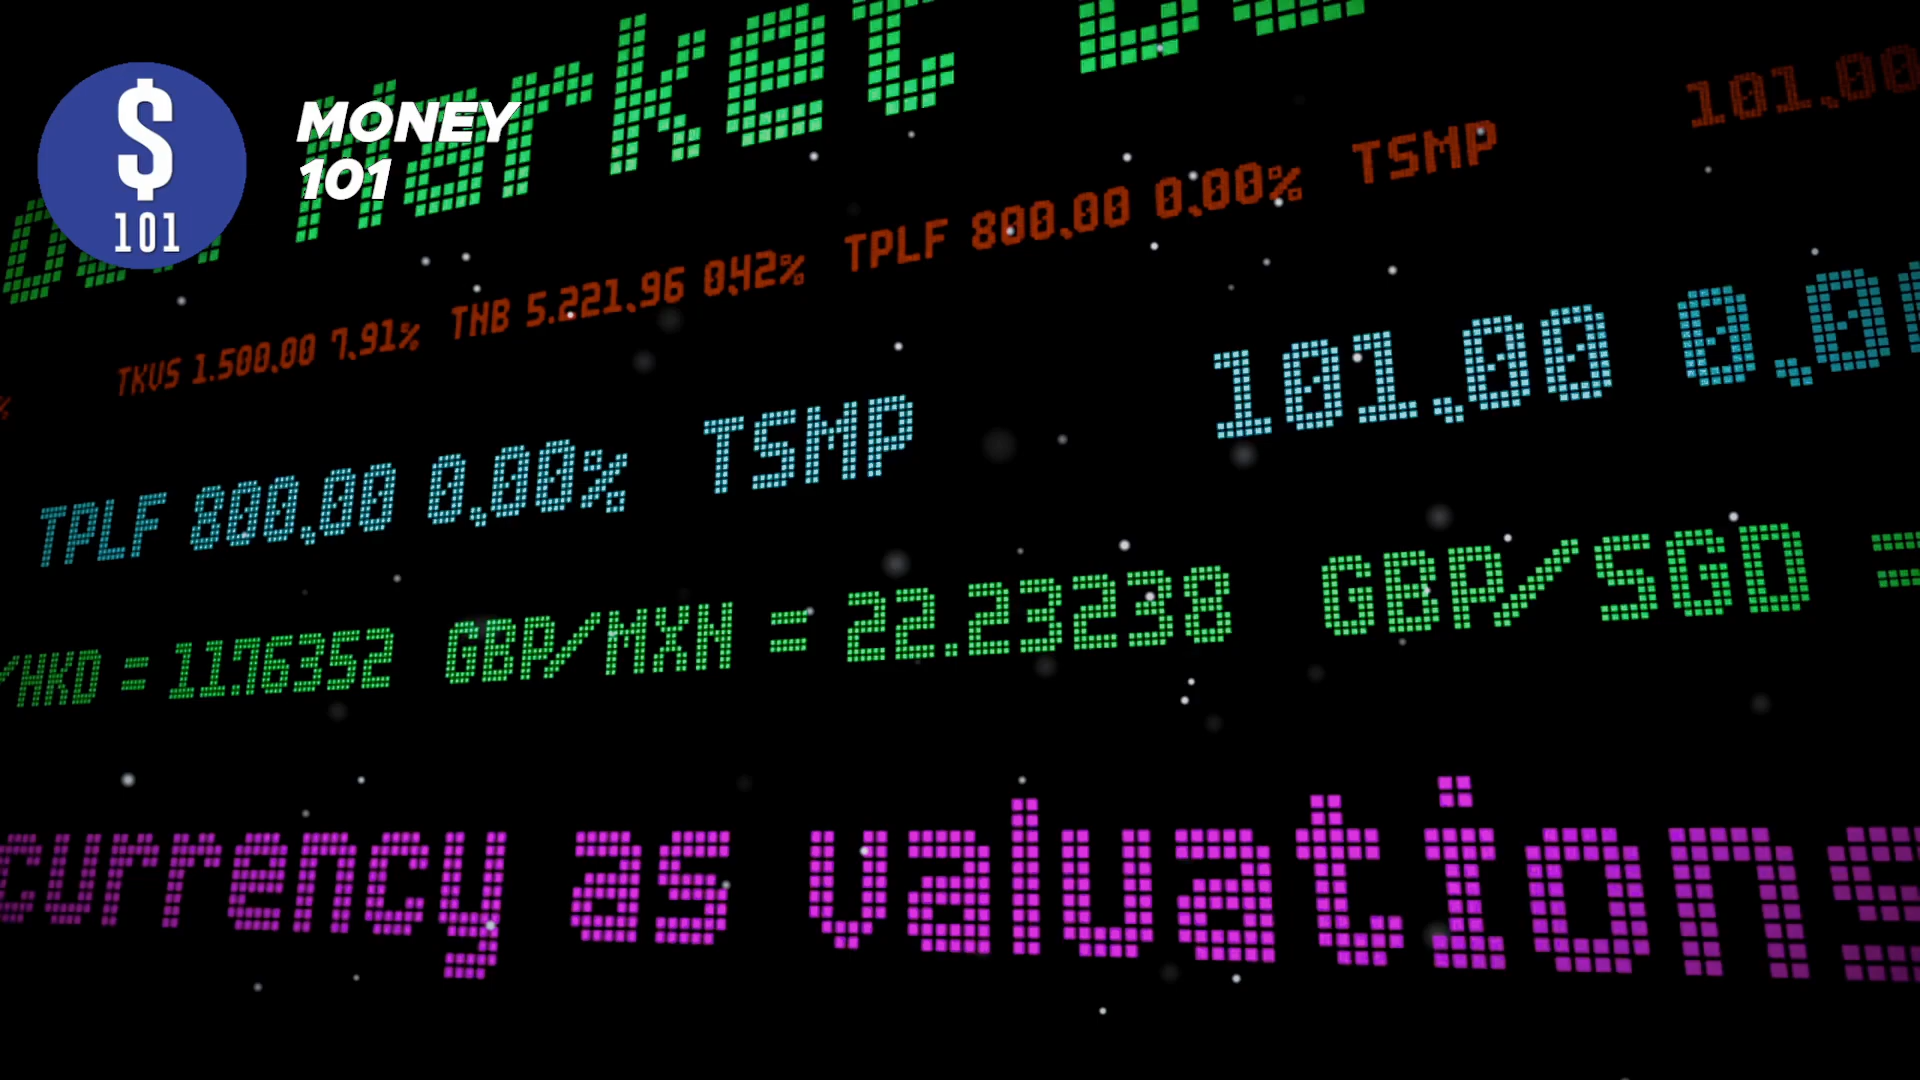 $
101
MONEY
101
Market
101.00
TKVS 1.500.00 7.91% THB 5.221.96 0.42% TPLF 800.00 0.00% TSMP
TPLF 800.00 0.00% TSMP 101.00
/HKD = 11.76352 GBP/MXN = 22.23238 GBP/SGD =
currency as valuations